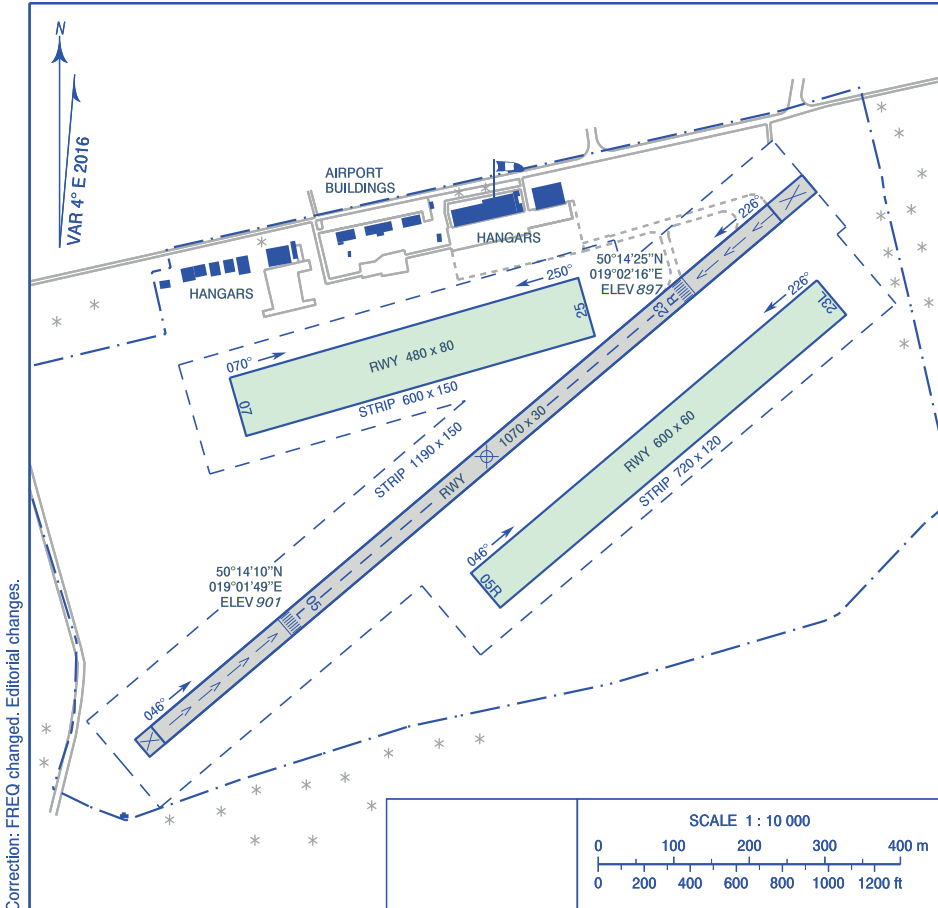 N
VAR 4° E 2016
AIRPORT
BUILDINGS
HANGARS
HANGARS
226°
50°14'25"N
019°02'16"E
ELEV 897
250°
226°
23 R
25
23L
070°
RWY 480 x 80
07
STRIP 600 x 150
STRIP 1190 x 150
RWY 1070 x 30
RWY 600 x 60
STRIP 720 x 120
046°
05R
50°14'10"N
019°01'49"E
ELEV 901
05 L
046°
Correction: FREQ changed. Editorial changes.
SCALE 1 : 10 000
0 100 200 300 400 m
0 200 400 600 800 1000 1200 ft